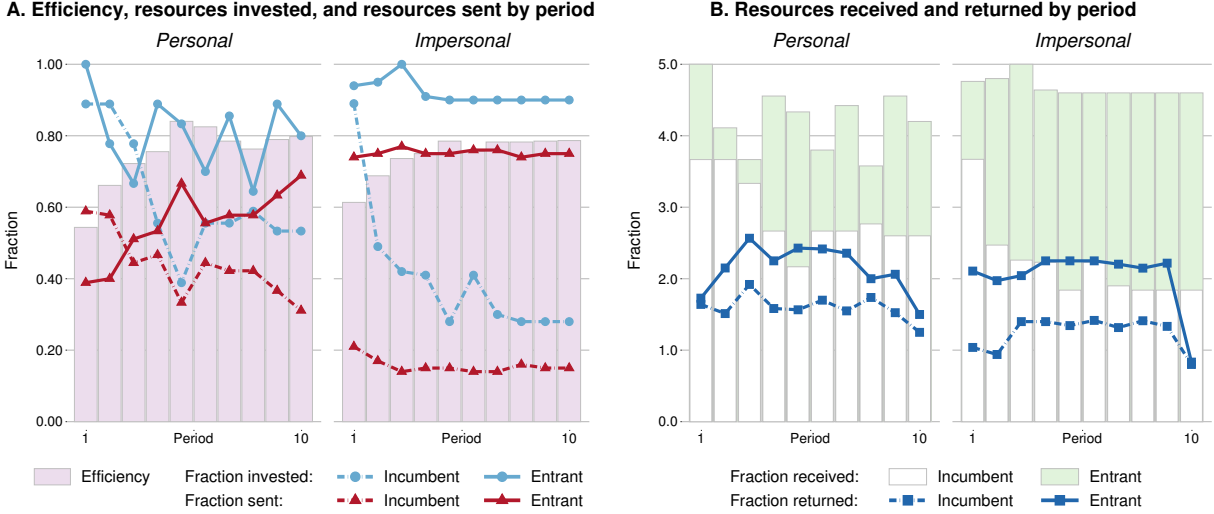 A. Efficiency, resources invested, and resources sent by period
Personal
Impersonal
1.00
0.80
0.60
0.40
0.20
0.00
Fraction
1
Period
10
1
Period
10
Efficiency
Fraction invested:
Incumbent
Entrant
Fraction sent:
Incumbent
Entrant
B. Resources received and returned by period
Personal
Impersonal
5.0
4.0
3.0
2.0
1.0
0.0
Fraction
1
Period
10
1
Period
10
Fraction received:
Incumbent
Entrant
Fraction returned:
Incumbent
Entrant